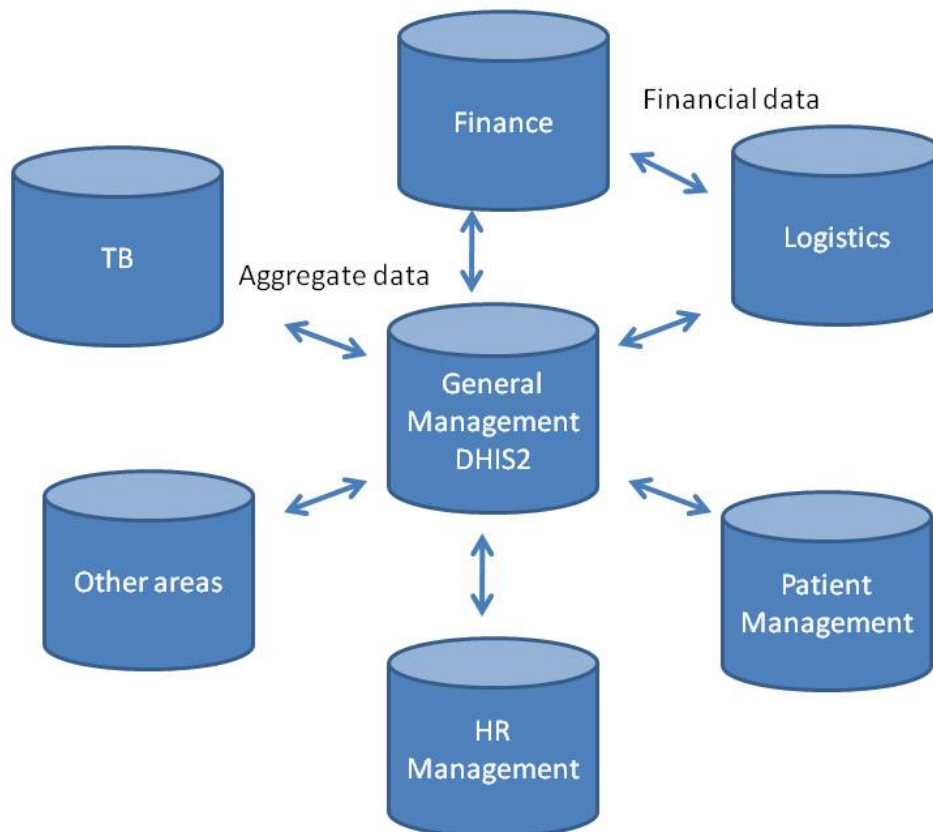 Finance
Financial data
Logistics
TB
Aggregate data
General
Management
DHIS2
Other areas
Patient
Management
HR
Management